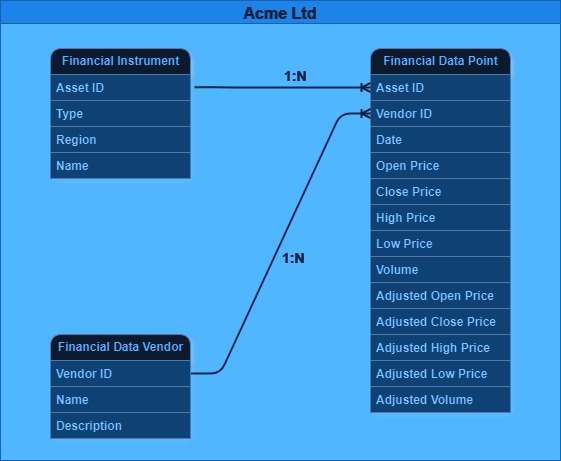 Acme Ltd
Financial Instrument
Asset ID
Type
Region
Name
1:N
Financial Data Point
Asset ID
Vendor ID
Date
Open Price
Close Price
High Price
Low Price
Volume
Adjusted Open Price
Adjusted Close Price
Adjusted High Price
Adjusted Low Price
Adjusted Volume
1:N
Financial Data Vendor
Vendor ID
Name
Description